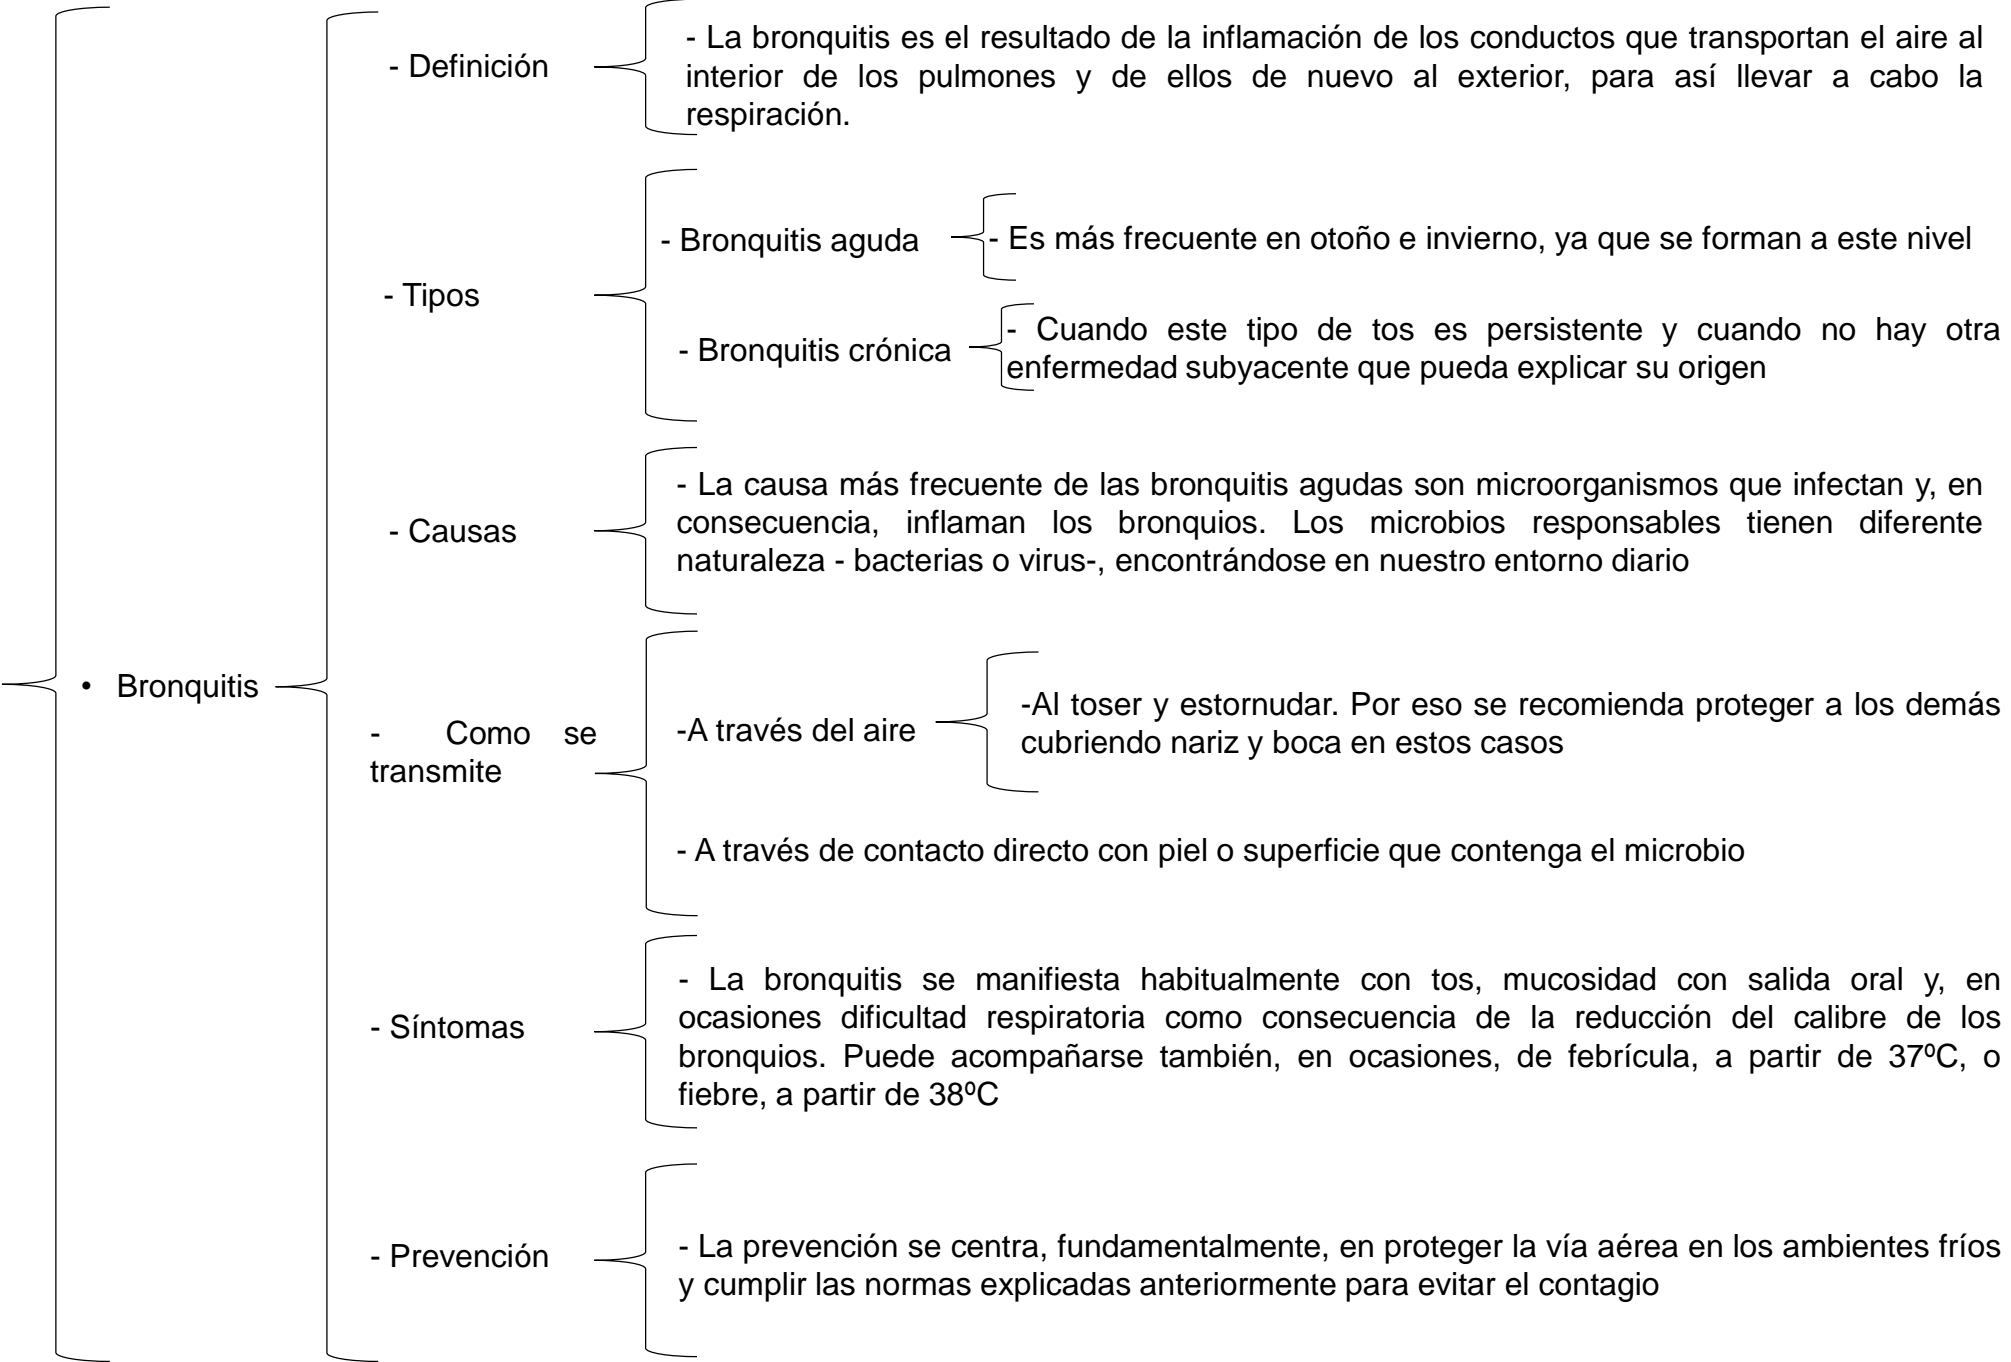 - Definición
- La bronquitis es el resultado de la inflamación de los conductos que transportan el aire al
interior de los pulmones y de ellos de nuevo al exterior, para así llevar a cabo la
respiración.
- Tipos
- Bronquitis aguda
- Es más frecuente en otoño e invierno, ya que se forman a este nivel
- Bronquitis crónica
- Cuando este tipo de tos es persistente y cuando no hay otra
enfermedad subyacente que pueda explicar su origen
- Causas
- La causa más frecuente de las bronquitis agudas son microorganismos que infectan y, en
consecuencia, inflaman los bronquios. Los microbios responsables tienen diferente
naturaleza - bacterias o virus-, encontrándose en nuestro entorno diario
• Bronquitis
- Como se
transmite
-A través del aire
-Al toser y estornudar. Por eso se recomienda proteger a los demás
cubriendo nariz y boca en estos casos
- A través de contacto directo con piel o superficie que contenga el microbio
- Síntomas
- La bronquitis se manifiesta habitualmente con tos, mucosidad con salida oral y, en
ocasiones dificultad respiratoria como consecuencia de la reducción del calibre de los
bronquios. Puede acompañarse también, en ocasiones, de febrícula, a partir de 37ºC, o
fiebre, a partir de 38ºC
- Prevención
- La prevención se centra, fundamentalmente, en proteger la vía aérea en los ambientes fríos
y cumplir las normas explicadas anteriormente para evitar el contagio